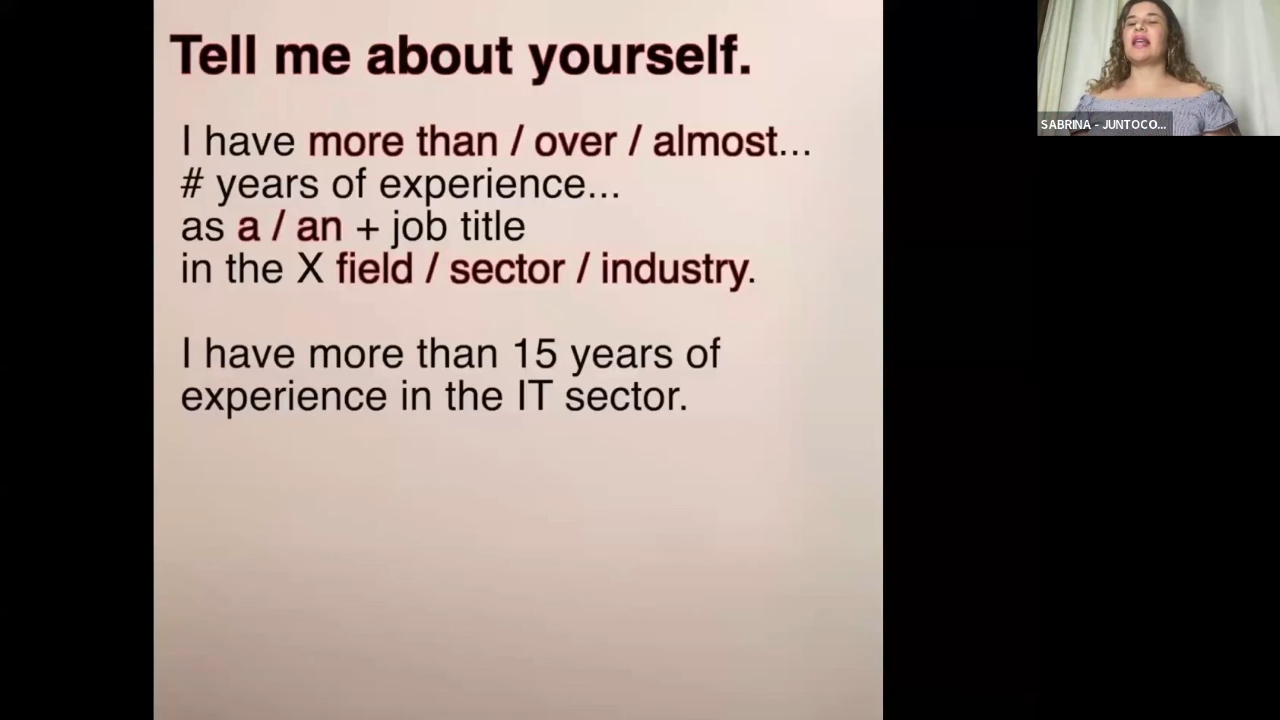 Tell me about yourself.
I have more than / over / almost...
# years of experience...
as a / an + job title
in the X field / sector / industry.
I have more than 15 years of
experience in the IT sector.
SABRINA - JUNTOCO...